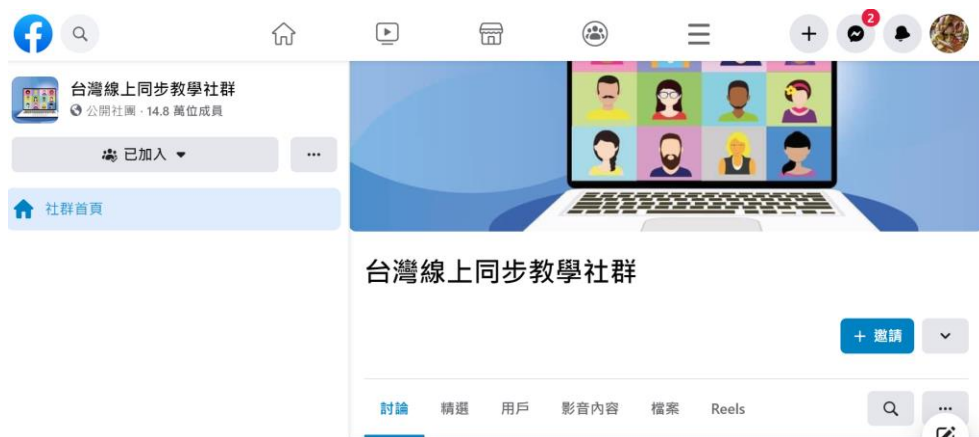 2
台灣線上同步教學社群
公開社團 · 14.8 萬位成員
已加入
社群首頁
台灣線上同步教學社群
+ 邀請
討論 精選 用戶 影音內容 檔案 Reels